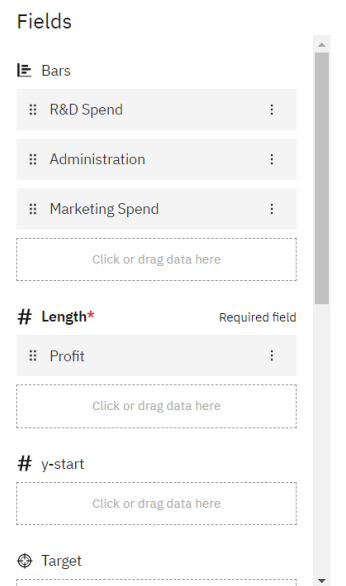 Fields
Bars
R&D Spend
Administration
Marketing Spend
Click or drag data here
# Length* Required field
Profit
Click or drag data here
# y-start
Click or drag data here
Target